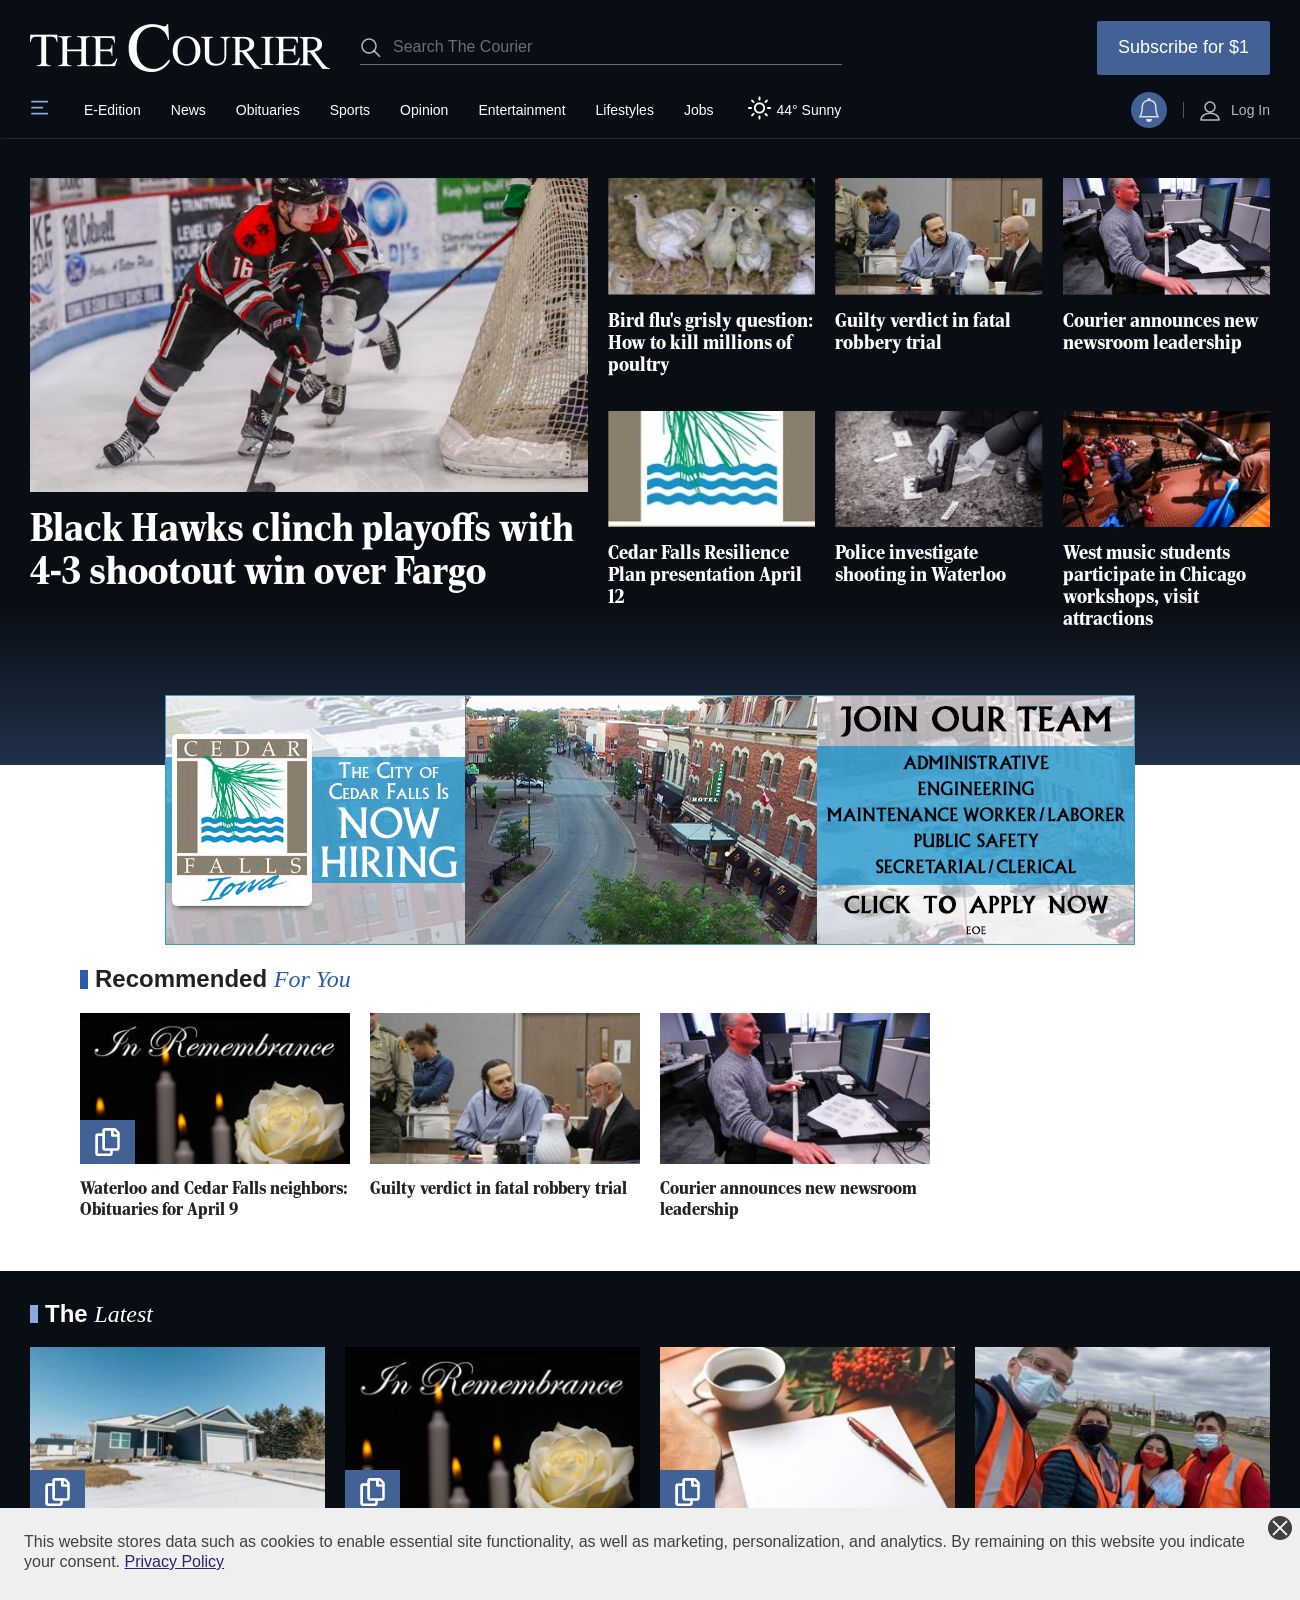 THE COURIER
Search The Courier
Subscribe for $1
E-Edition
News
Obituaries
Sports
Opinion
Entertainment
Lifestyles
Jobs
44° Sunny
Log In
16
Black Hawks clinch playoffs with
4-3 shootout win over Fargo
Bird flu's grisly question:
How to kill millions of
poultry
Guilty verdict in fatal
robbery trial
Courier announces new
newsroom leadership
Cedar Falls Resilience
Plan presentation April
12
Police investigate
shooting in Waterloo
West music students
participate in Chicago
workshops, visit
attractions
CEDAR
FALLS
Iowa
THE CITY OF
CEDAR FALLS IS
NOW
HIRING
HOTEL
JOIN OUR TEAM
ADMINISTRATIVE
ENGINEERING
MAINTENANCE WORKER/LABORER
PUBLIC SAFETY
SECRETARIAL/CLERICAL
CLICK TO APPLY NOW
EOE
Recommended For You
In Remembrance
Waterloo and Cedar Falls neighbors:
Obituaries for April 9
Guilty verdict in fatal robbery trial
Courier announces new newsroom
leadership
The Latest
In Remembrance
This website stores data such as cookies to enable essential site functionality, as well as marketing, personalization, and analytics. By remaining on this website you indicate
your consent. Privacy Policy